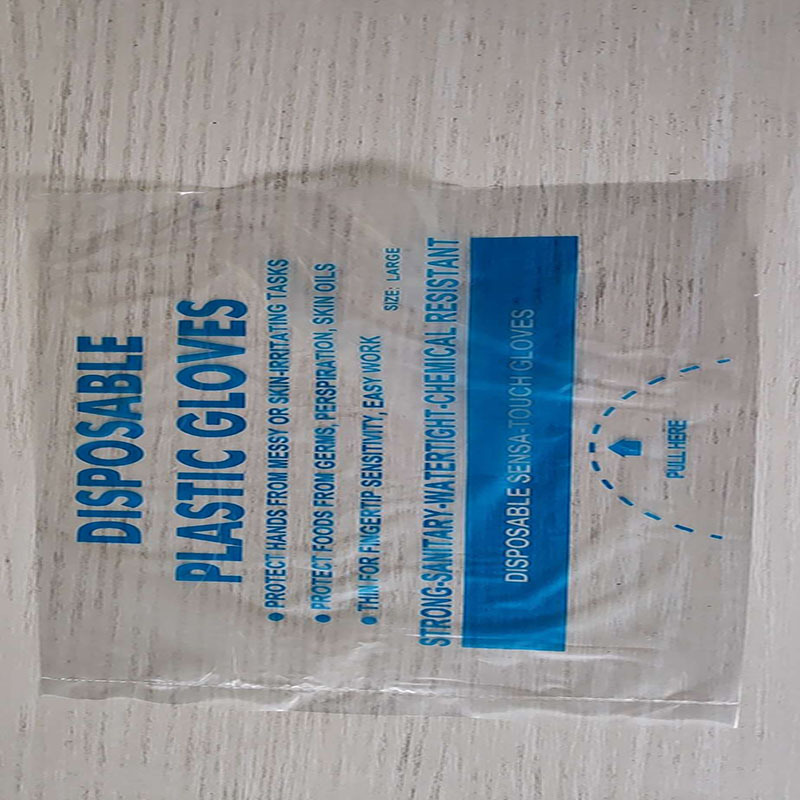 DISPOSABLE
PLASTIC GLOVES
● PROTECT HANDS FROM MESSY OR SKIN-IRRITATING TASKS
● PROTECT FOODS FROM GERMS, PERSPIRATION, SKIN OILS
● THIN FOR FINGERTIP SENSITIVITY, EASY WORK
SIZE: LARGE
STRONG-SANITARY-WATERTIGHT-CHEMICAL RESISTANT
DISPOSABLE SENSA-TOUCH GLOVES
PULL HERE